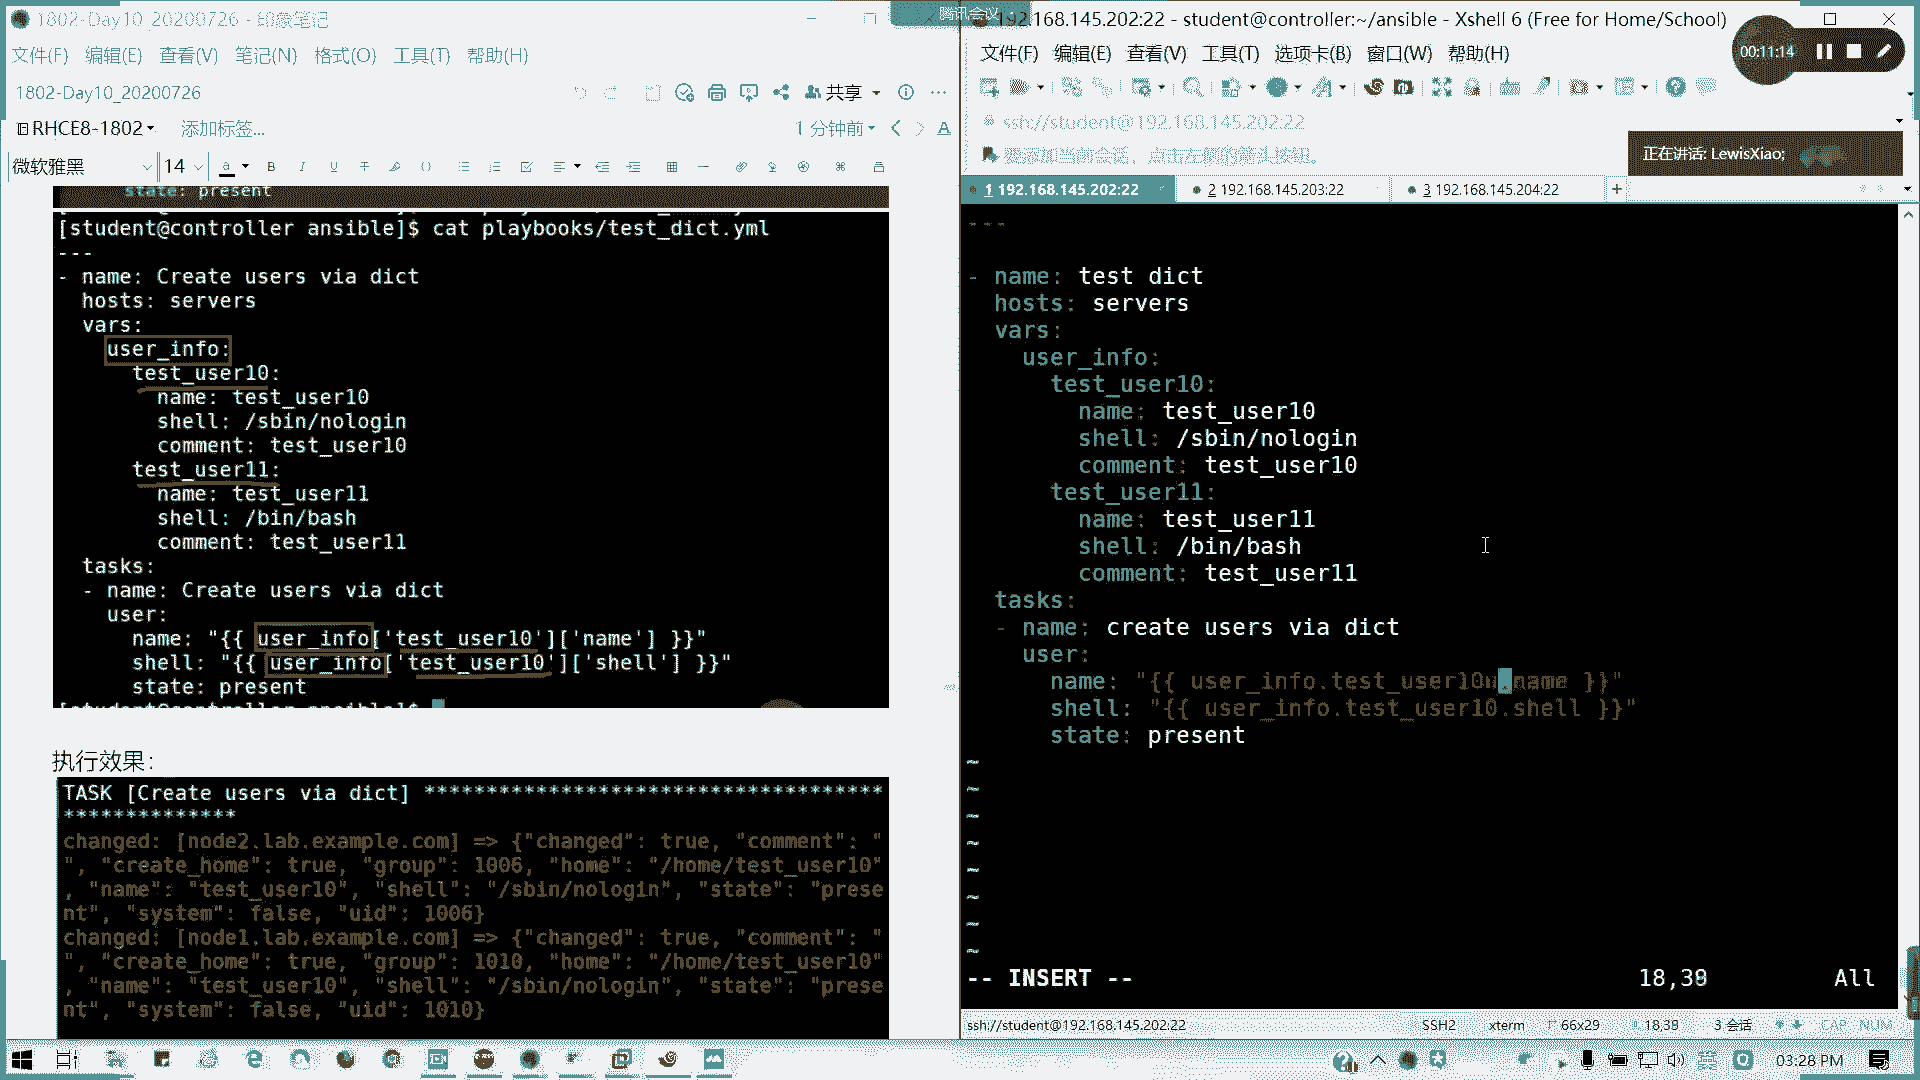 1802-Day10_20200726 - 印象笔记
文件(F) 编辑(E) 查看(V) 笔记(N) 格式(O) 工具(T) 帮助(H)
1802-Day10_20200726
共享
RHCE8-1802
添加标签...
1 分钟前
微软雅黑
14
state: present
[student@controller ansible]$ cat playbooks/test_dict.yml
---
- name: Create users via dict
hosts: servers
vars:
user_info:
test_user10:
name: test_user10
shell: /sbin/nologin
comment: test_user10
test_user11:
name: test_user11
shell: /bin/bash
comment: test_user11
tasks:
- name: Create users via dict
user:
name: "{{ user_info['test_user10']['name'] }}"
shell: "{{ user_info['test_user10']['shell'] }}"
state: present
执行效果：
TASK [Create users via dict] *************************************
**************
changed: [node2.lab.example.com] => {"changed": true, "comment": "
", "create_home": true, "group": 1006, "home": "/home/test_user10"
, "name": "test_user10", "shell": "/sbin/nologin", "state": "prese
nt", "system": false, "uid": 1006}
changed: [node1.lab.example.com] => {"changed": true, "comment": "
", "create_home": true, "group": 1010, "home": "/home/test_user10"
, "name": "test_user10", "shell": "/sbin/nologin", "state": "prese
nt", "system": false, "uid": 1010}
腾讯会议
192.168.145.202:22 - student@controller:~/ansible - Xshell 6 (Free for Home/School)
文件(F) 编辑(E) 查看(V) 工具(T) 选项卡(B) 窗口(W) 帮助(H)
00:11:14
ssh://student@192.168.145.202:22
要添加当前会话，点击左侧的箭头按钮。
正在讲话: LewisXiao;
1 192.168.145.202:22
2 192.168.145.203:22
3 192.168.145.204:22
---
- name: test dict
hosts: servers
vars:
user_info:
test_user10:
name: test_user10
shell: /sbin/nologin
comment: test_user10
test_user11:
name: test_user11
shell: /bin/bash
comment: test_user11
tasks:
- name: create users via dict
user:
name: "{{ user_info.test_user10.name }}"
shell: "{{ user_info.test_user10.shell }}"
state: present
~
~
~
~
~
~
~
~
-- INSERT --
18,38
All
ssh://student@192.168.145.202:22
SSH2
xterm
66x29
18,38
3 会话
CAP NUM
英
03:28 PM